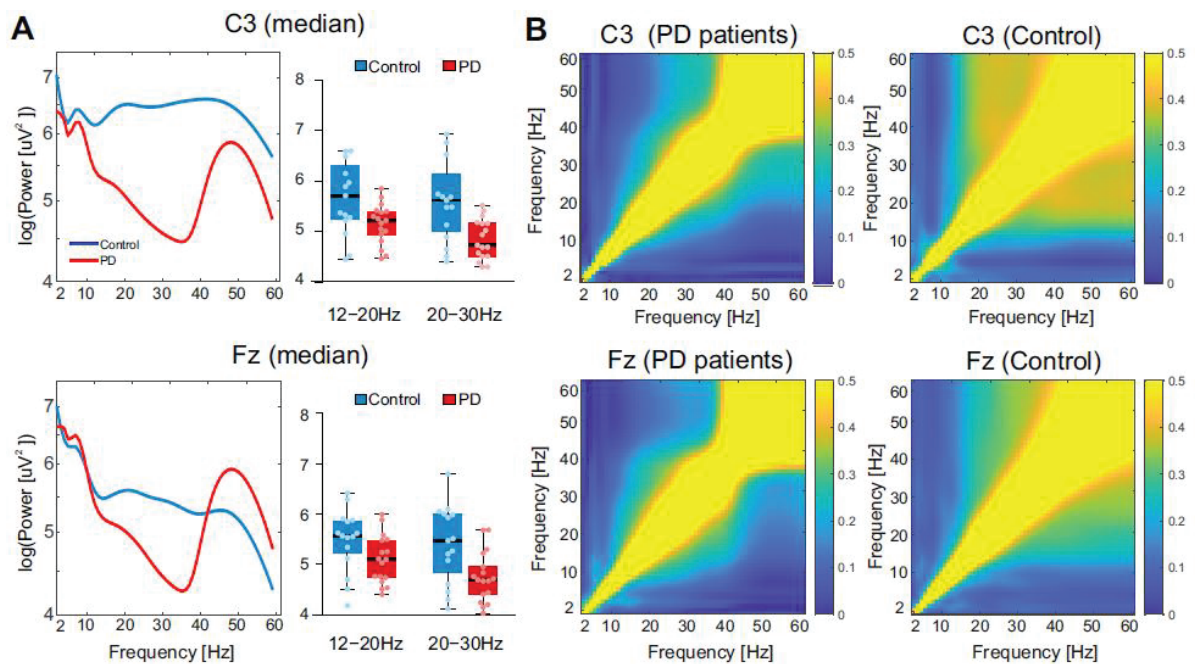 A
C3 (median)
log(Power [uV² ])
7
6
5
4
2 10 20 30 40 50 60
Control
PD
Control PD
8
7
6
5
4
12−20Hz 20−30Hz
Fz (median)
log(Power [uV² ])
7
6
5
4
2 10 20 30 40 50 60
Frequency [Hz]
Control PD
8
7
6
5
4
12−20Hz 20−30Hz
B
C3 (PD patients)
Frequency [Hz]
60
50
40
30
20
10
2
2 10 20 30 40 50 60
Frequency [Hz]
0.5
0.4
0.3
0.2
0.1
0
C3 (Control)
Frequency [Hz]
60
50
40
30
20
10
2
2 10 20 30 40 50 60
Frequency [Hz]
0.5
0.4
0.3
0.2
0.1
0
Fz (PD patients)
Frequency [Hz]
60
50
40
30
20
10
2
2 10 20 30 40 50 60
Frequency [Hz]
0.5
0.4
0.3
0.2
0.1
0
Fz (Control)
Frequency [Hz]
60
50
40
30
20
10
2
2 10 20 30 40 50 60
Frequency [Hz]
0.5
0.4
0.3
0.2
0.1
0